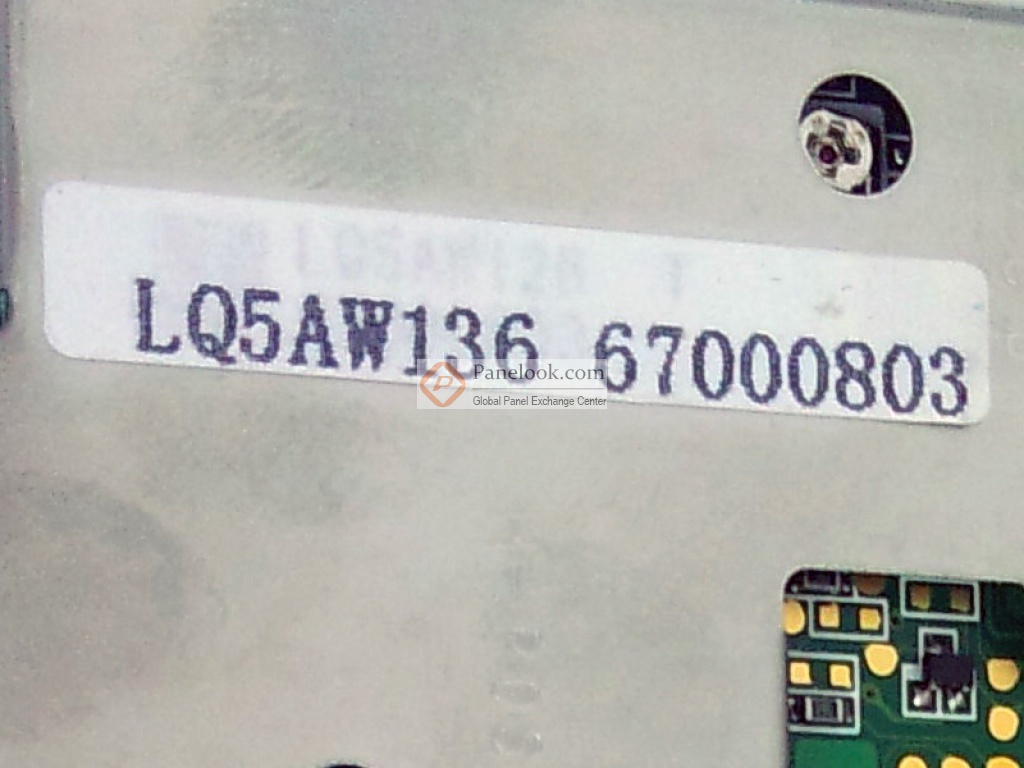 LQ5AW136 67000803
Panelook.com
Global Panel Exchange Center